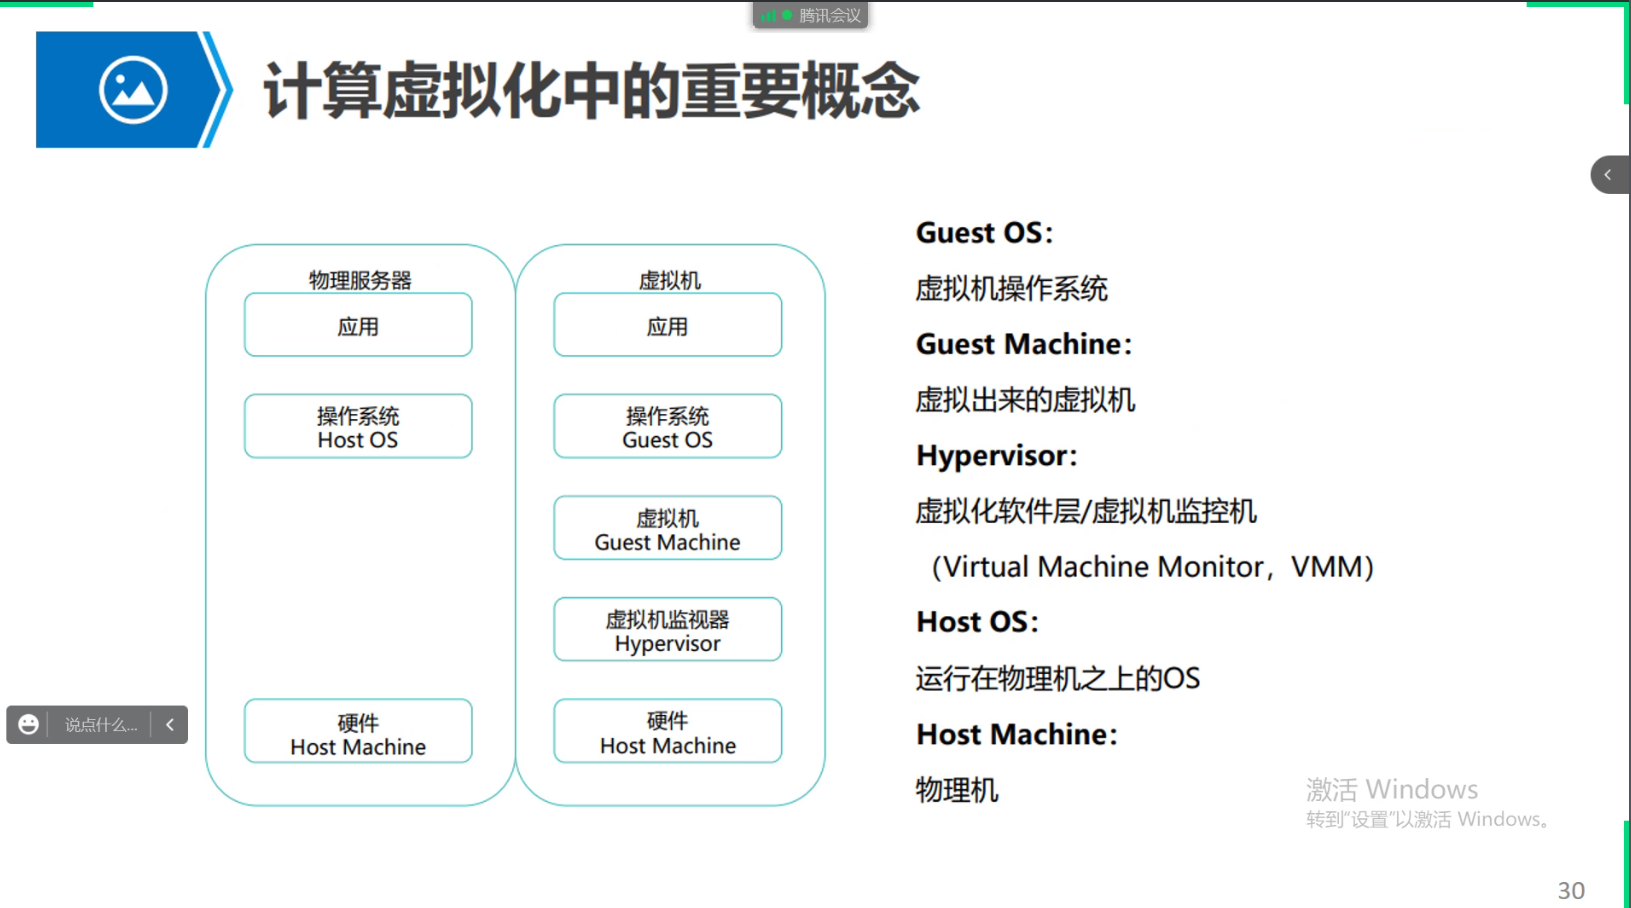 腾讯会议
计算虚拟化中的重要概念
物理服务器
应用
操作系统
Host OS
硬件
Host Machine
虚拟机
应用
操作系统
Guest OS
虚拟机
Guest Machine
虚拟机监视器
Hypervisor
硬件
Host Machine
Guest OS：
虚拟机操作系统
Guest Machine：
虚拟出来的虚拟机
Hypervisor：
虚拟化软件层/虚拟机监控机
（Virtual Machine Monitor，VMM）
Host OS：
运行在物理机之上的OS
Host Machine：
物理机
说点什么...
激活 Windows
转到“设置”以激活 Windows。
30